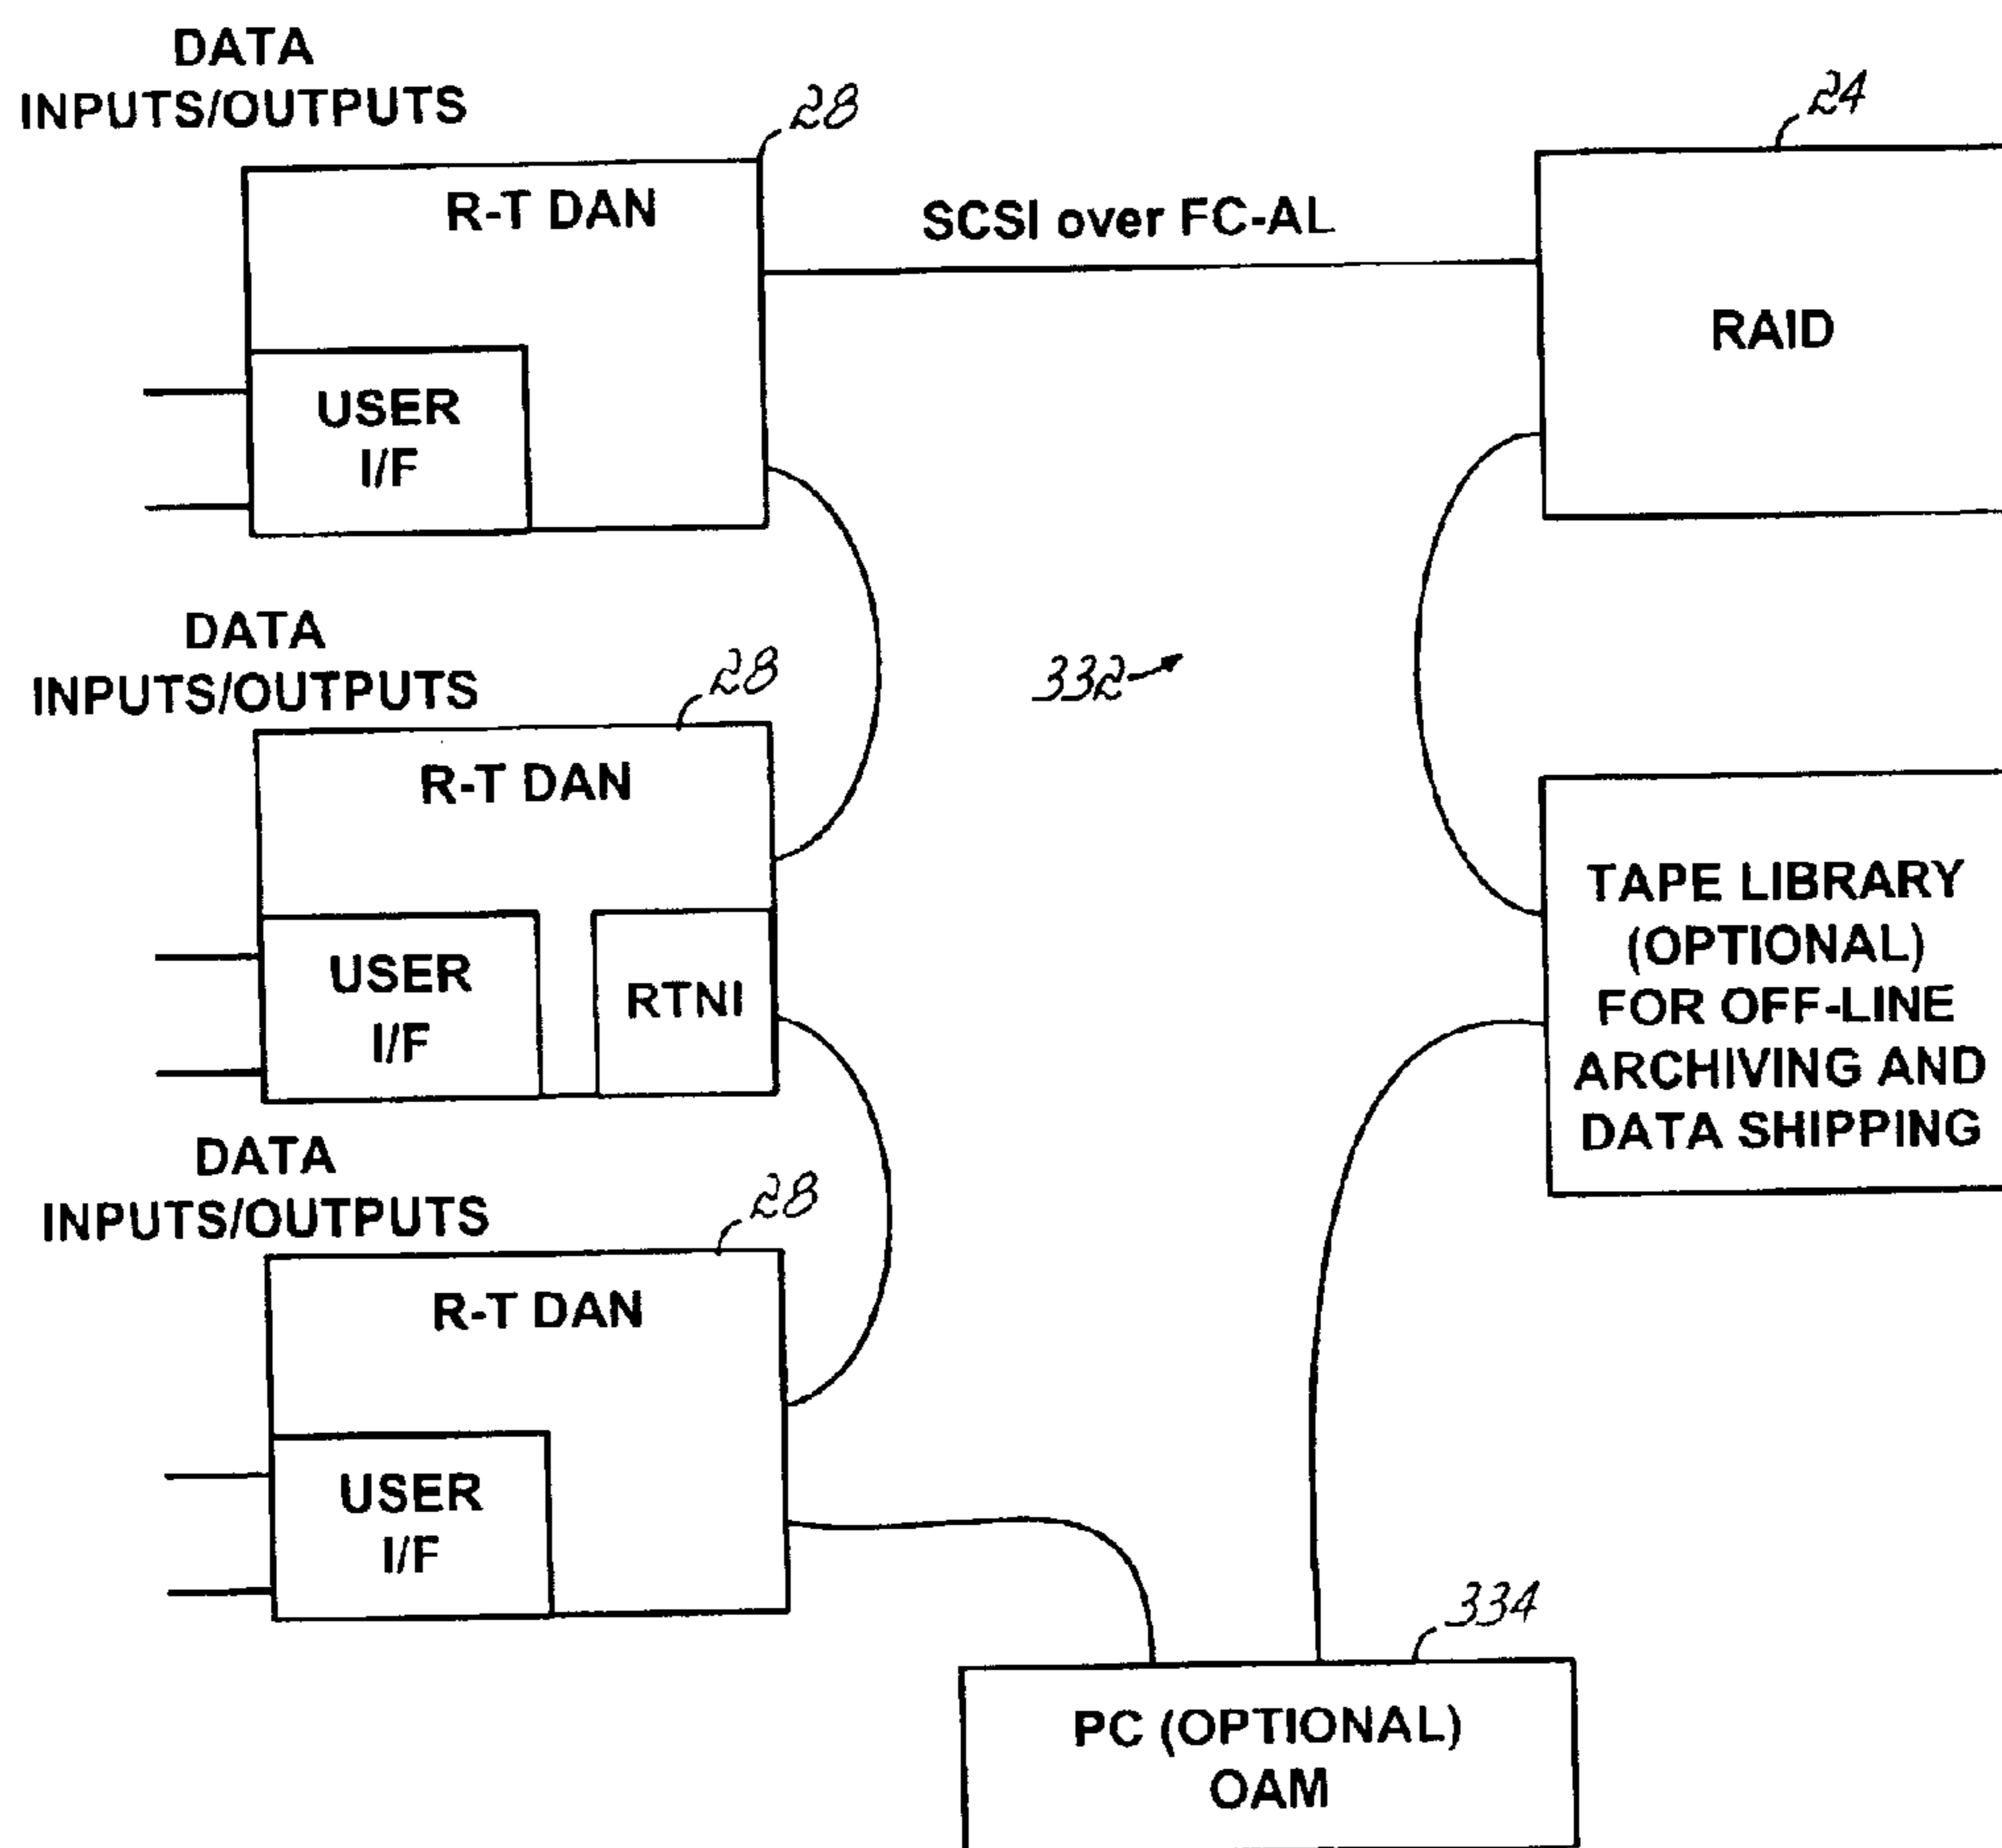 DATA
INPUTS/OUTPUTS
28
R-T DAN
USER
I/F
SCSI over FC-AL
24
RAID
DATA
INPUTS/OUTPUTS
28
R-T DAN
USER
I/F
RTNI
332
TAPE LIBRARY
(OPTIONAL)
FOR OFF-LINE
ARCHIVING AND
DATA SHIPPING
DATA
INPUTS/OUTPUTS
28
R-T DAN
USER
I/F
334
PC (OPTIONAL)
OAM